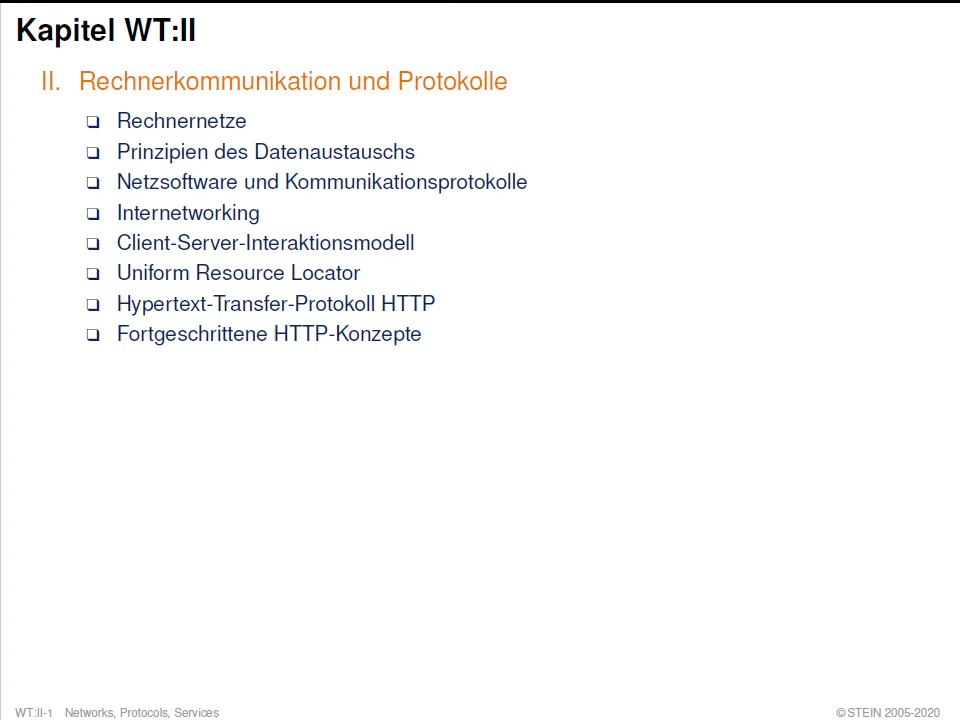 Kapitel WT:II
II. Rechnerkommunikation und Protokolle
❑ Rechnernetze
❑ Prinzipien des Datenaustauschs
❑ Netzsoftware und Kommunikationsprotokolle
❑ Internetworking
❑ Client-Server-Interaktionsmodell
❑ Uniform Resource Locator
❑ Hypertext-Transfer-Protokoll HTTP
❑ Fortgeschrittene HTTP-Konzepte
WT:II-1 Networks, Protocols, Services © STEIN 2005-2020